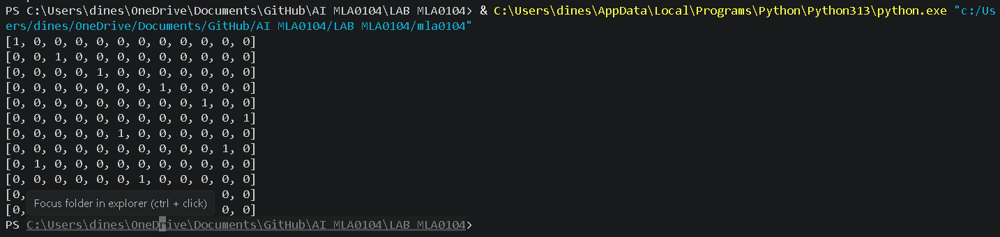 PS C:\Users\dines\OneDrive\Documents\GitHub\AI MLA0104\LAB MLA0104> & C:\Users\dines\AppData\Local\Programs\Python\Python313\python.exe "c:/Us
ers/dines/OneDrive/Documents/GitHub/AI MLA0104/LAB MLA0104/mla0104"
[1, 0, 0, 0, 0, 0, 0, 0, 0, 0, 0, 0]
[0, 0, 1, 0, 0, 0, 0, 0, 0, 0, 0, 0]
[0, 0, 0, 0, 1, 0, 0, 0, 0, 0, 0, 0]
[0, 0, 0, 0, 0, 0, 0, 1, 0, 0, 0, 0]
[0, 0, 0, 0, 0, 0, 0, 0, 0, 1, 0, 0]
[0, 0, 0, 0, 0, 0, 0, 0, 0, 0, 0, 1]
[0, 0, 0, 0, 0, 1, 0, 0, 0, 0, 0, 0]
[0, 0, 0, 0, 0, 0, 0, 0, 0, 0, 1, 0]
[0, 1, 0, 0, 0, 0, 0, 0, 0, 0, 0, 0]
[0, 0, 0, 0, 0, 0, 1, 0, 0, 0, 0, 0]
[0, 0, 0]
Focus folder in explorer (ctrl + click)
[0, 0, 0]
PS C:\Users\dines\OneDrive\Documents\GitHub\AI MLA0104\LAB MLA0104>